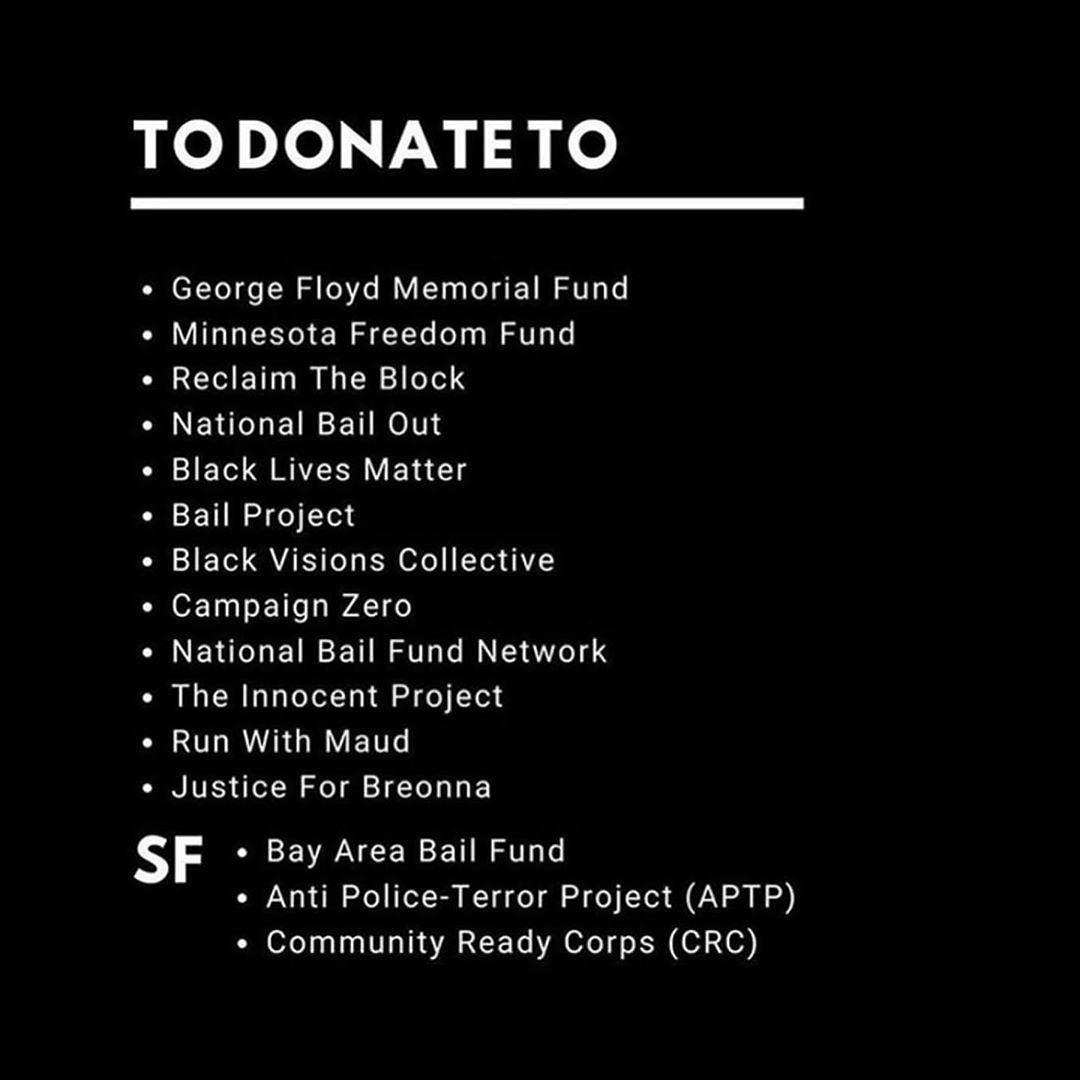 TO DONATE TO
• George Floyd Memorial Fund
• Minnesota Freedom Fund
• Reclaim The Block
• National Bail Out
• Black Lives Matter
• Bail Project
• Black Visions Collective
• Campaign Zero
• National Bail Fund Network
• The Innocent Project
• Run With Maud
• Justice For Breonna
SF • Bay Area Bail Fund
• Anti Police-Terror Project (APTP)
• Community Ready Corps (CRC)